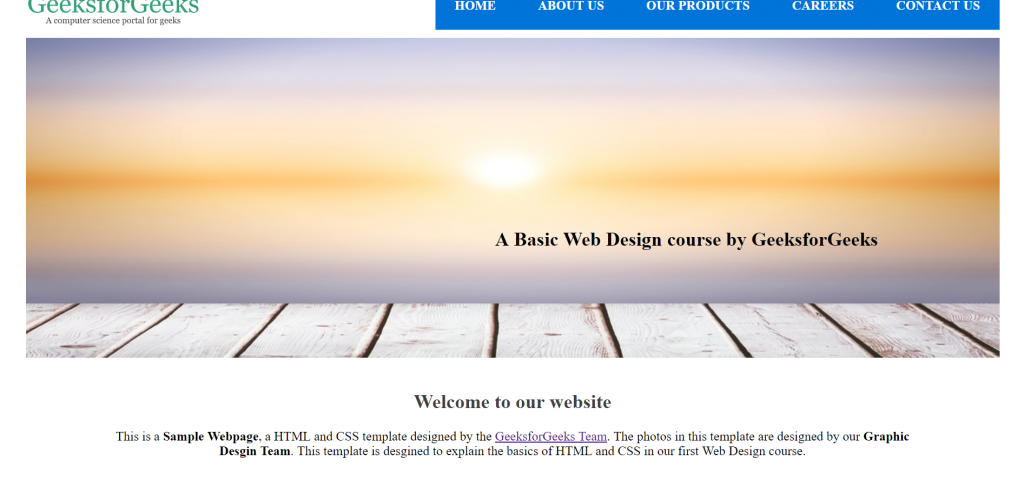 GeeksforGeeks
A computer science portal for geeks
HOME ABOUT US OUR PRODUCTS CAREERS CONTACT US
A Basic Web Design course by GeeksforGeeks
Welcome to our website
This is a Sample Webpage, a HTML and CSS template designed by the GeeksforGeeks Team. The photos in this template are designed by our Graphic
Desgin Team. This template is desgined to explain the basics of HTML and CSS in our first Web Design course.